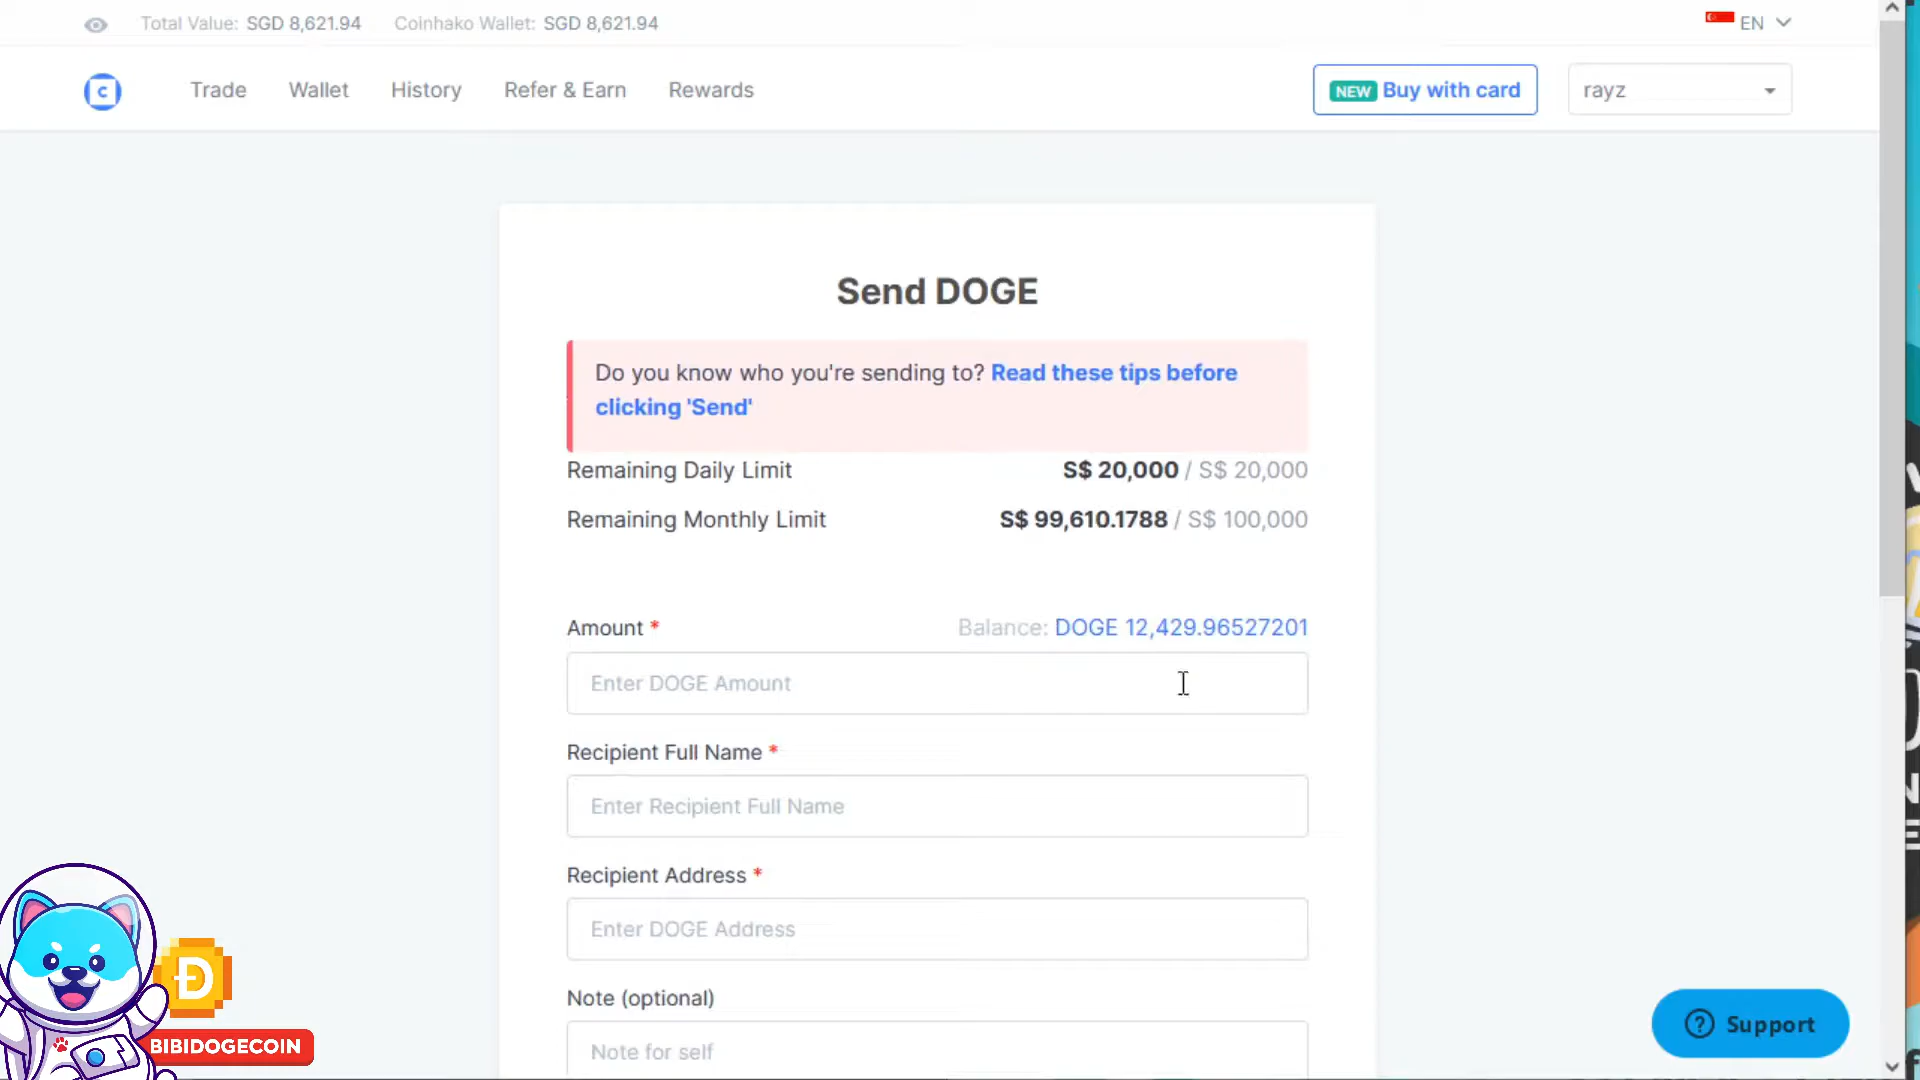 Total Value: SGD 8,621.94 Coinhako Wallet: SGD 8,621.94 EN
C Trade Wallet History Refer & Earn Rewards NEW Buy with card rayz
Send DOGE
Do you know who you're sending to? Read these tips before
clicking 'Send'
Remaining Daily Limit S$ 20,000 / S$ 20,000
Remaining Monthly Limit S$ 99,610.1788 / S$ 100,000
Amount * Balance: DOGE 12,429.96527201
Enter DOGE Amount
Recipient Full Name *
Enter Recipient Full Name
Recipient Address *
Enter DOGE Address
Note (optional)
Note for self
Support
BIBIDOGECOIN